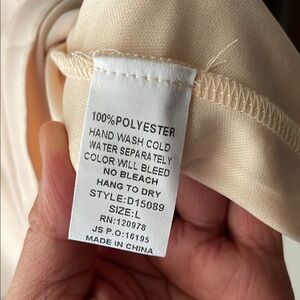 100%POLYESTER
HAND WASH COLD
WATER SEPARATELY
COLOR WILL BLEED
NO BLEACH
HANG TO DRY
STYLE:D15089
SIZE:L
RN:120978
JS P.O:16195
MADE IN CHINA